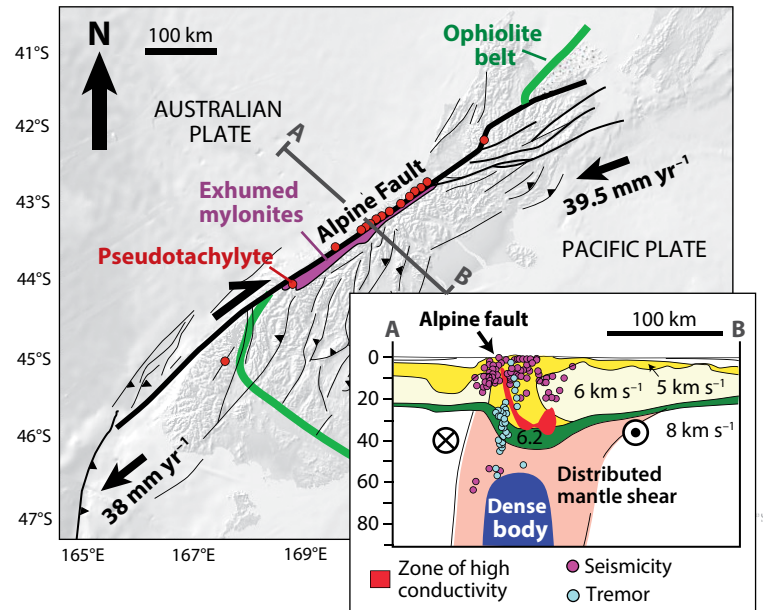 41°S
42°S
43°S
44°S
45°S
46°S
47°S
165°E
167°E
169°E
N
100 km
Ophiolite
belt
AUSTRALIAN
PLATE
A
Alpine Fault
Exhumed
mylonites
39.5 mm yr⁻¹
Pseudotachylyte
PACIFIC PLATE
B
38 mm yr⁻¹
Alpine fault
100 km
A
B
0
20
40
60
80
5 km s⁻¹
6 km s⁻¹
6.2
8 km s⁻¹
Distributed
mantle shear
Dense
body
Zone of high
conductivity
Seismicity
Tremor